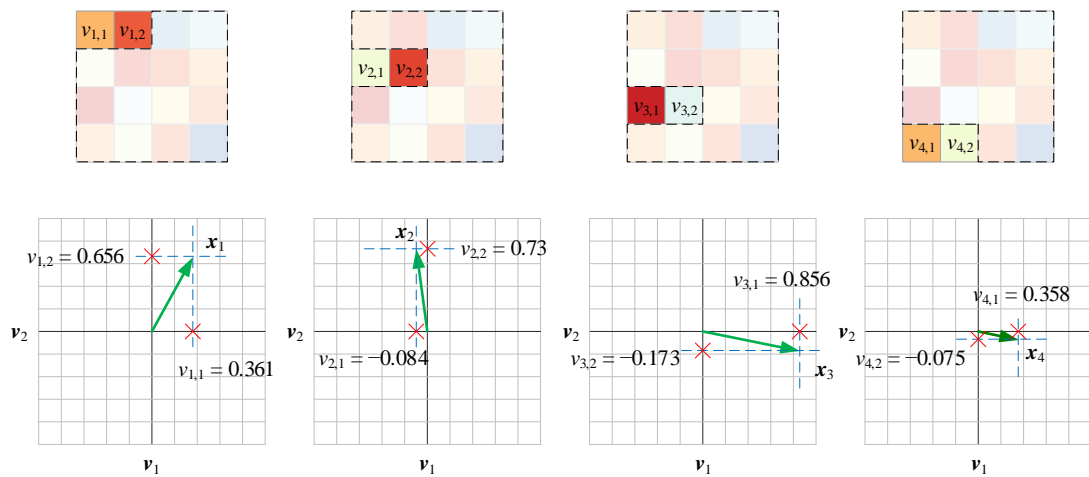 v1,1 v1,2
v2,1 v2,2
v3,1 v3,2
v4,1 v4,2
x1
v1,2 = 0.656
v2
v1,1 = 0.361
v1
x2
v2,2 = 0.73
v2
v2,1 = −0.084
v1
v3,1 = 0.856
v2
v3,2 = −0.173
x3
v1
v4,1 = 0.358
v2
v4,2 = −0.075
x4
v1